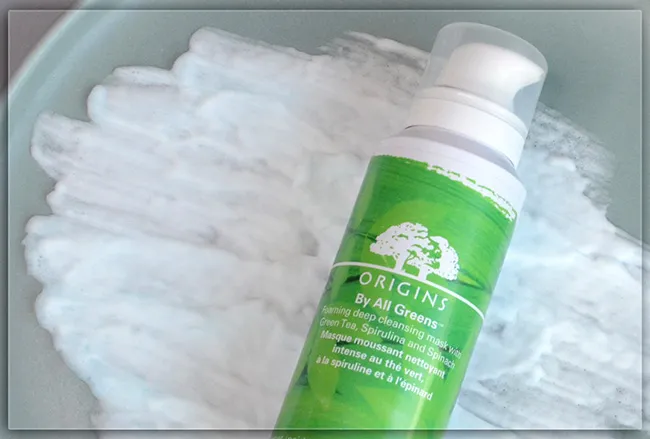 ORIGINS
By All Greens™
Foaming deep cleansing mask with
Green Tea, Spirulina and Spinach
Masque moussant nettoyant
intense au thé vert,
à la spiruline et à l'épinard